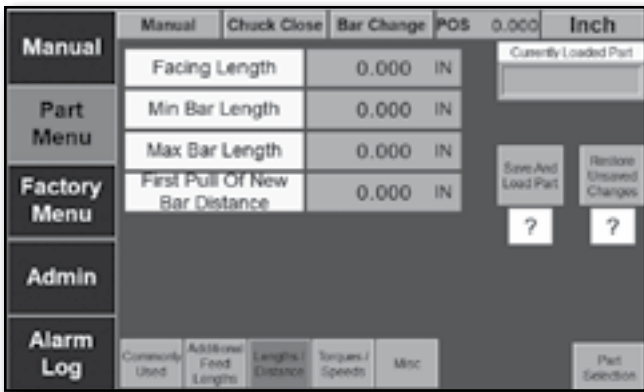 Manual
Chuck Close
Bar Change
POS 0.000
Inch
Manual
Part
Menu
Factory
Menu
Admin
Alarm
Log
Currently Loaded Part
Facing Length 0.000 IN
Min Bar Length 0.000 IN
Max Bar Length 0.000 IN
First Pull Of New
Bar Distance 0.000 IN
Save And
Load Part
Restore
Unsaved
Changes
?
?
Commonly
Used
Additional
Feed
Lengths
Lengths /
Distance
Torques /
Speeds
Misc
Part
Selection